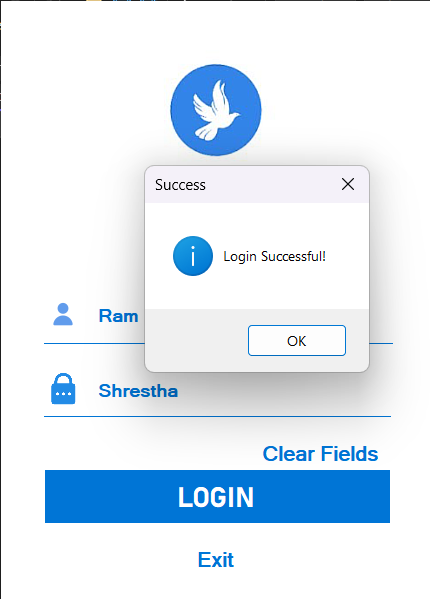 Success
Login Successful!
OK
Ram
Shrestha
Clear Fields
LOGIN
Exit